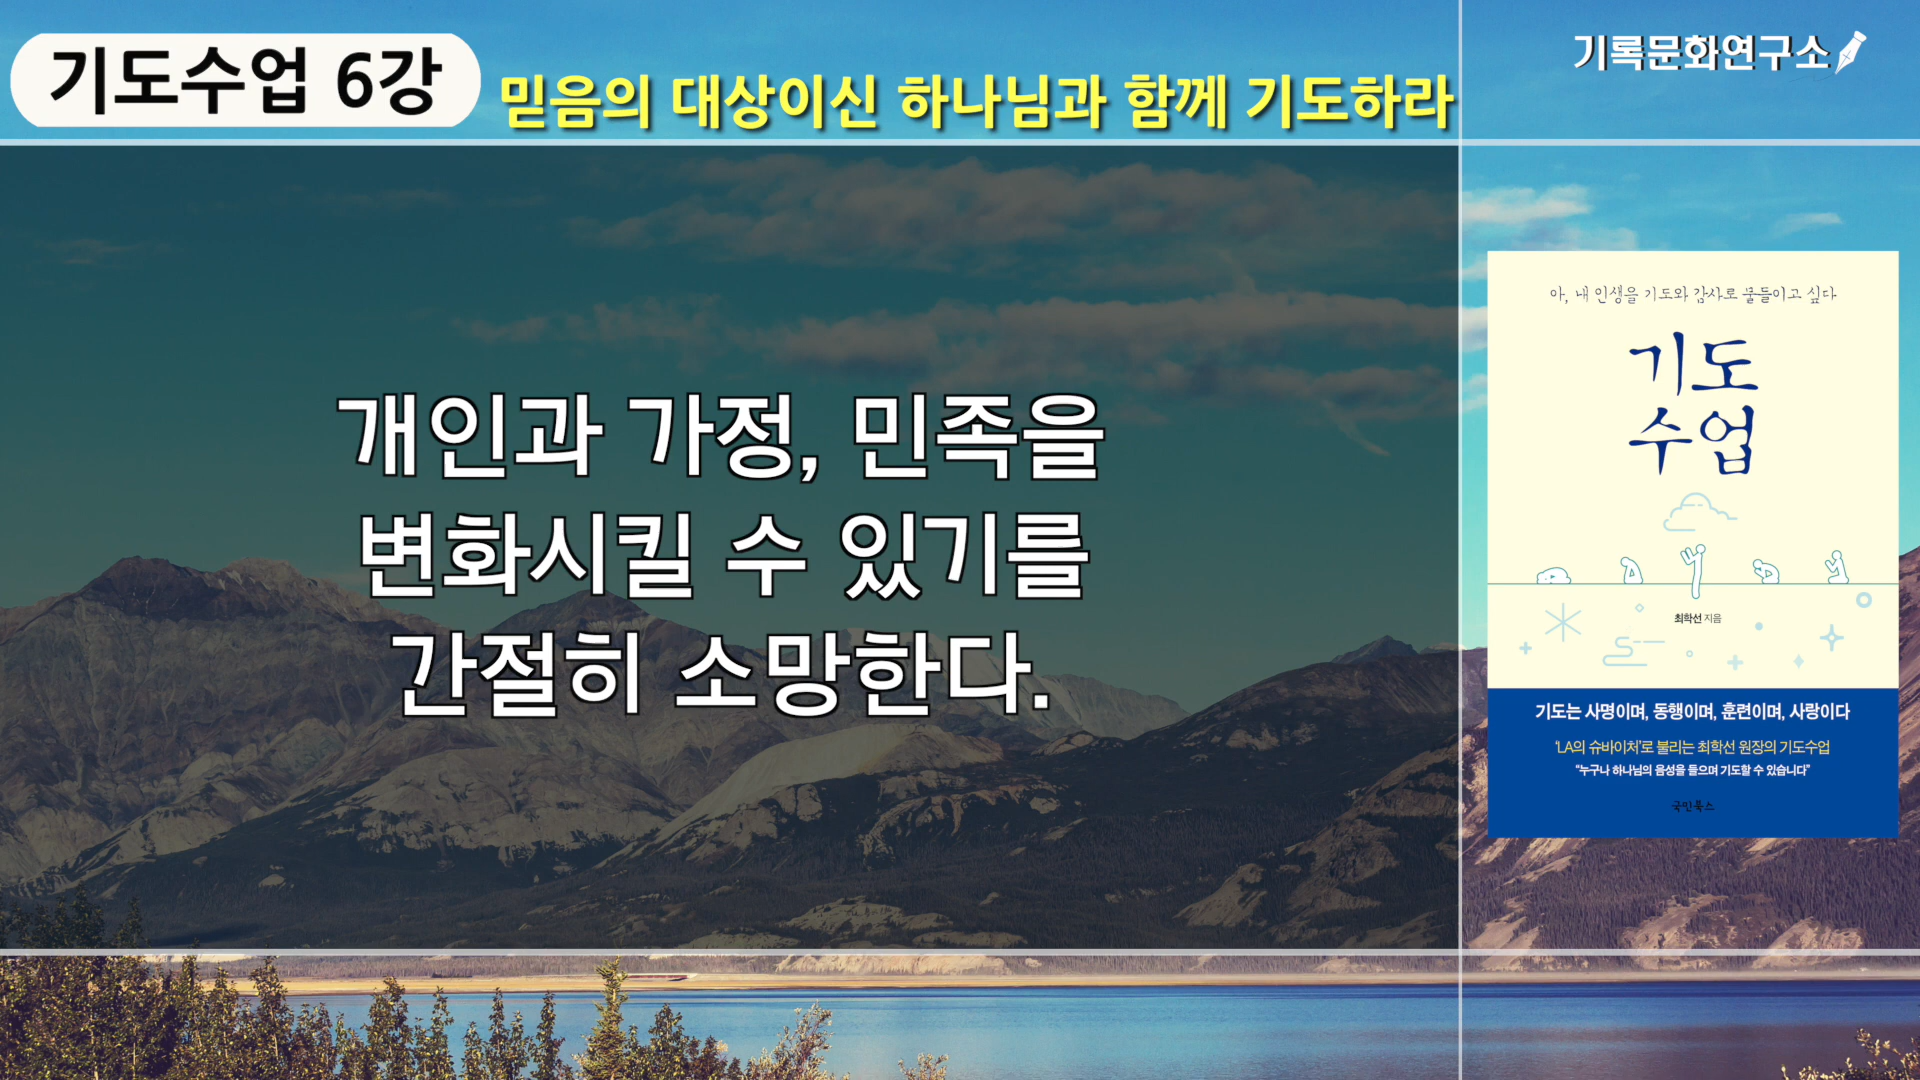 기도수업 6강
믿음의 대상이신 하나님과 함께 기도하라
기록문화연구소
개인과 가정, 민족을
변화시킬 수 있기를
간절히 소망한다.
아, 내 인생을 기도와 감사로 물들이고 싶다
기도
수업
최학선 지음
기도는 사명이며, 동행이며, 훈련이며, 사랑이다
'LA의 슈바이처'로 불리는 최학선 원장의 기도수업
"누구나 하나님의 음성을 들으며 기도할 수 있습니다"
국민북스